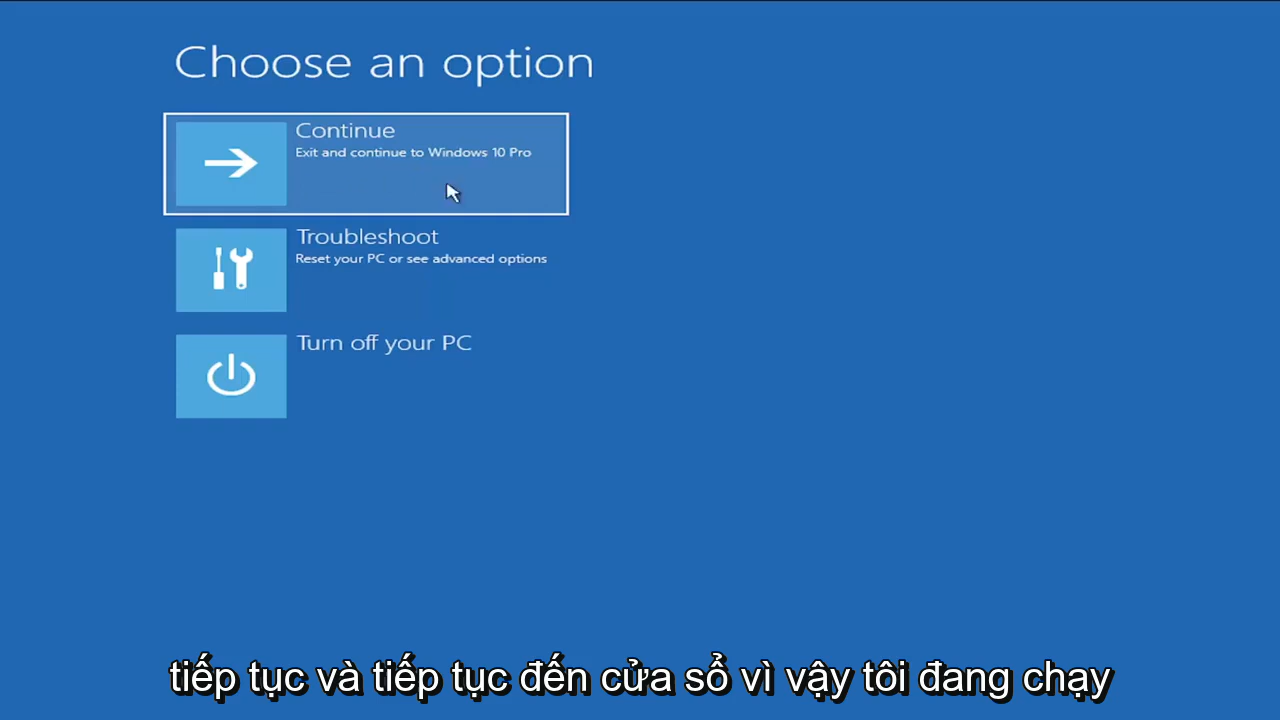 Choose an option
Continue
Exit and continue to Windows 10 Pro
Troubleshoot
Reset your PC or see advanced options
Turn off your PC
tiếp tục và tiếp tục đến cửa sổ vì vậy tôi đang chạy